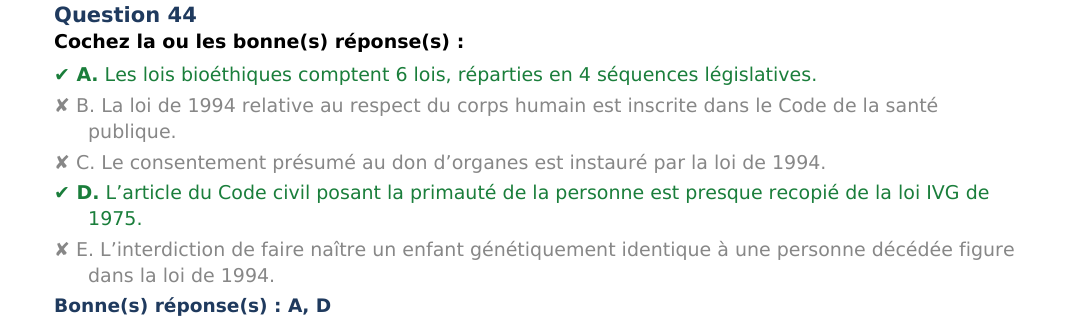 Question 44
Cochez la ou les bonne(s) réponse(s) :
✔ A. Les lois bioéthiques comptent 6 lois, réparties en 4 séquences législatives.
✘ B. La loi de 1994 relative au respect du corps humain est inscrite dans le Code de la santé
publique.
✘ C. Le consentement présumé au don d’organes est instauré par la loi de 1994.
✔ D. L’article du Code civil posant la primauté de la personne est presque recopié de la loi IVG de
1975.
✘ E. L’interdiction de faire naître un enfant génétiquement identique à une personne décédée figure
dans la loi de 1994.
Bonne(s) réponse(s) : A, D